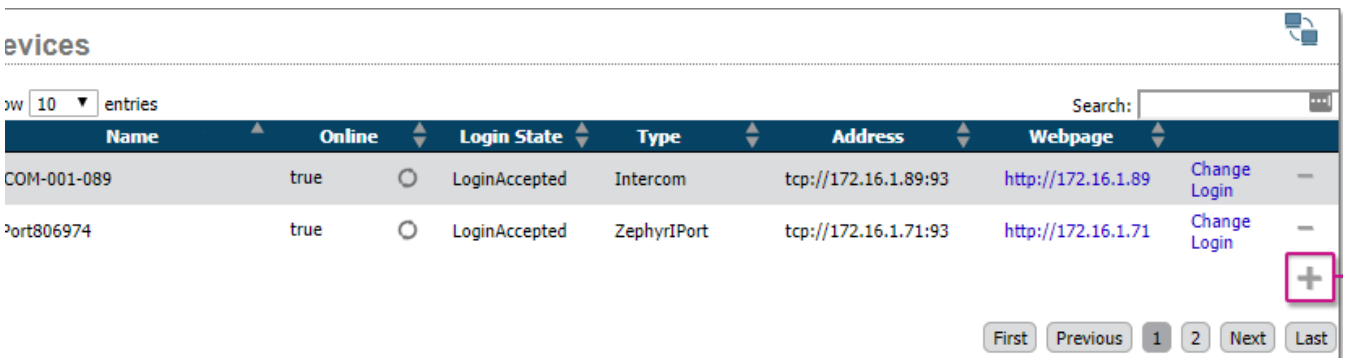 evices
ow 10 entries Search:
Name Online Login State Type Address Webpage
COM-001-089 true LoginAccepted Intercom tcp://172.16.1.89:93 http://172.16.1.89 Change
Login
Port806974 true LoginAccepted ZephyrIPort tcp://172.16.1.71:93 http://172.16.1.71 Change
Login
First Previous 1 2 Next Last